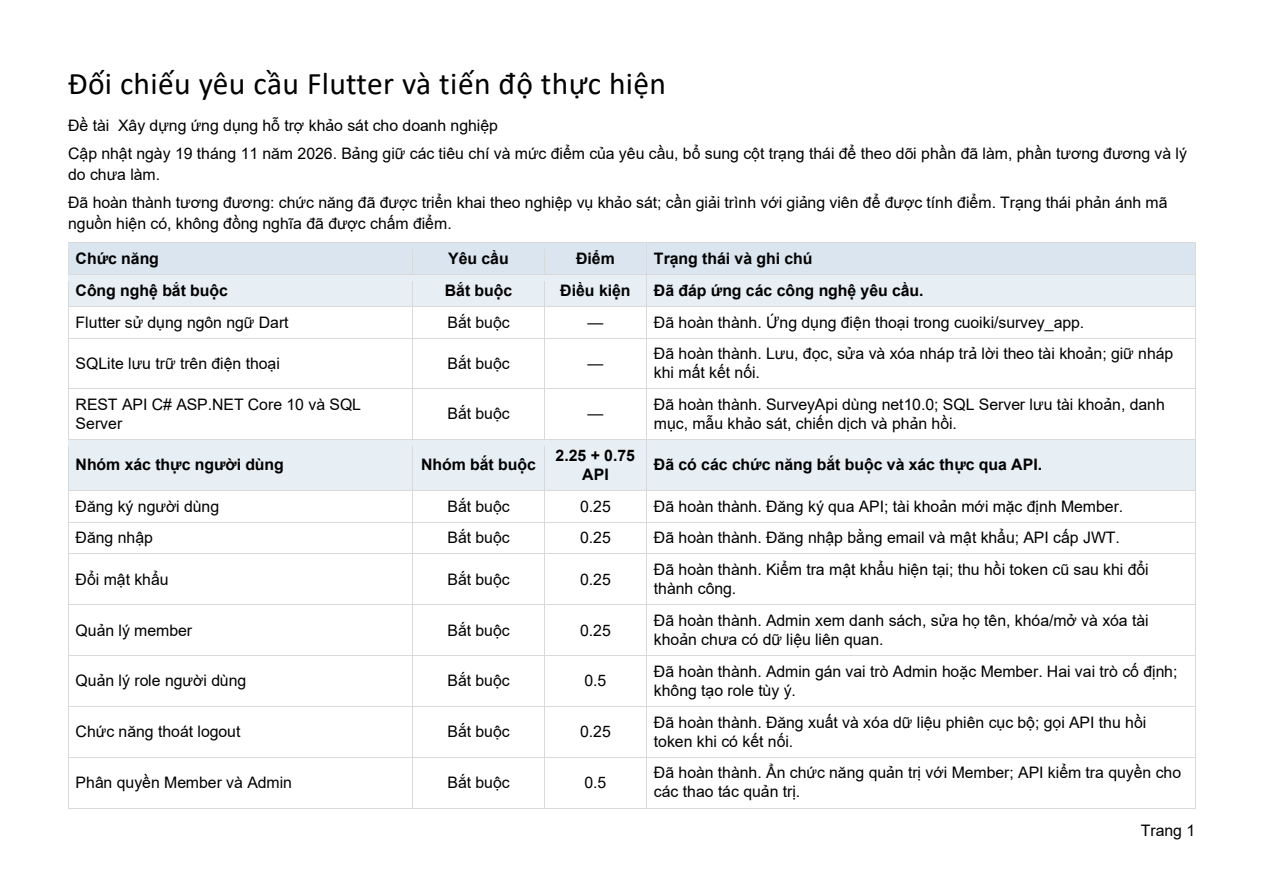 Đối chiếu yêu cầu Flutter và tiến độ thực hiện
Đề tài  Xây dựng ứng dụng hỗ trợ khảo sát cho doanh nghiệp
Cập nhật ngày 19 tháng 11 năm 2026. Bảng giữ các tiêu chí và mức điểm của yêu cầu, bổ sung cột trạng thái để theo dõi phần đã làm, phần tương đương và lý
do chưa làm.
Đã hoàn thành tương đương: chức năng đã được triển khai theo nghiệp vụ khảo sát; cần giải trình với giảng viên để được tính điểm. Trạng thái phản ánh mã
nguồn hiện có, không đồng nghĩa đã được chấm điểm.
Chức năng Yêu cầu Điểm Trạng thái và ghi chú
Công nghệ bắt buộc Bắt buộc Điều kiện Đã đáp ứng các công nghệ yêu cầu.
Flutter sử dụng ngôn ngữ Dart Bắt buộc — Đã hoàn thành. Ứng dụng điện thoại trong cuoiki/survey_app.
SQLite lưu trữ trên điện thoại Bắt buộc — Đã hoàn thành. Lưu, đọc, sửa và xóa nháp trả lời theo tài khoản; giữ nháp
khi mất kết nối.
REST API C# ASP.NET Core 10 và SQL
Server Bắt buộc — Đã hoàn thành. SurveyApi dùng net10.0; SQL Server lưu tài khoản, danh
mục, mẫu khảo sát, chiến dịch và phản hồi.
Nhóm xác thực người dùng Nhóm bắt buộc 2.25 + 0.75
API Đã có các chức năng bắt buộc và xác thực qua API.
Đăng ký người dùng Bắt buộc 0.25 Đã hoàn thành. Đăng ký qua API; tài khoản mới mặc định Member.
Đăng nhập Bắt buộc 0.25 Đã hoàn thành. Đăng nhập bằng email và mật khẩu; API cấp JWT.
Đổi mật khẩu Bắt buộc 0.25 Đã hoàn thành. Kiểm tra mật khẩu hiện tại; thu hồi token cũ sau khi đổi
thành công.
Quản lý member Bắt buộc 0.25 Đã hoàn thành. Admin xem danh sách, sửa họ tên, khóa/mở và xóa tài
khoản chưa có dữ liệu liên quan.
Quản lý role người dùng Bắt buộc 0.5 Đã hoàn thành. Admin gán vai trò Admin hoặc Member. Hai vai trò cố định;
không tạo role tùy ý.
Chức năng thoát logout Bắt buộc 0.25 Đã hoàn thành. Đăng xuất và xóa dữ liệu phiên cục bộ; gọi API thu hồi
token khi có kết nối.
Phân quyền Member và Admin Bắt buộc 0.5 Đã hoàn thành. Ẩn chức năng quản trị với Member; API kiểm tra quyền cho
các thao tác quản trị.
Trang 1